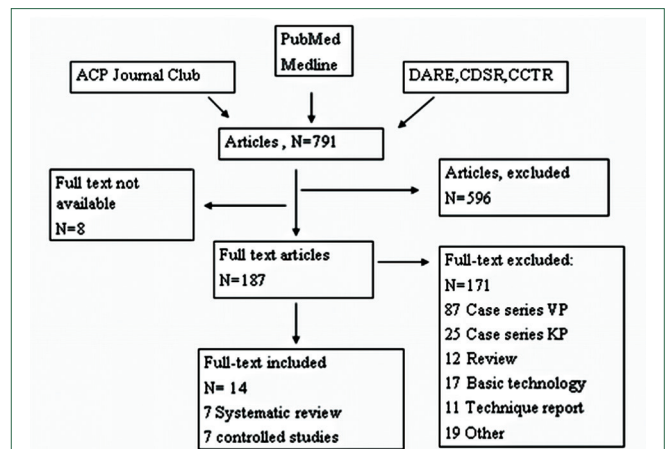 PubMed
Medline
ACP Journal Club
DARE,CDSR,CCTR
Articles , N=791
Full text not
available
N=8
Articles, excluded
N=596
Full text articles
N=187
Full-text excluded:
N=171
87 Case series VP
25 Case series KP
12 Review
17 Basic technology
11 Technique report
19 Other
Full-text included
N= 14
7 Systematic review
7 controlled studies